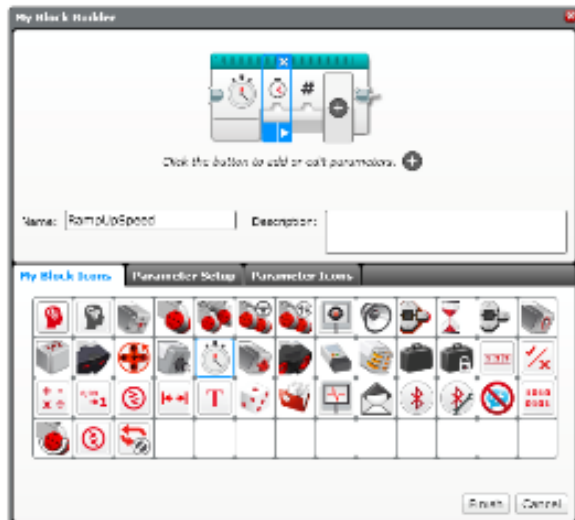 My Block Builder
#
Click the button to add or edit parameters.
Name: RampUpSpeed Description:
My Block Icons Parameter Setup Parameter Icons
T
Finish Cancel